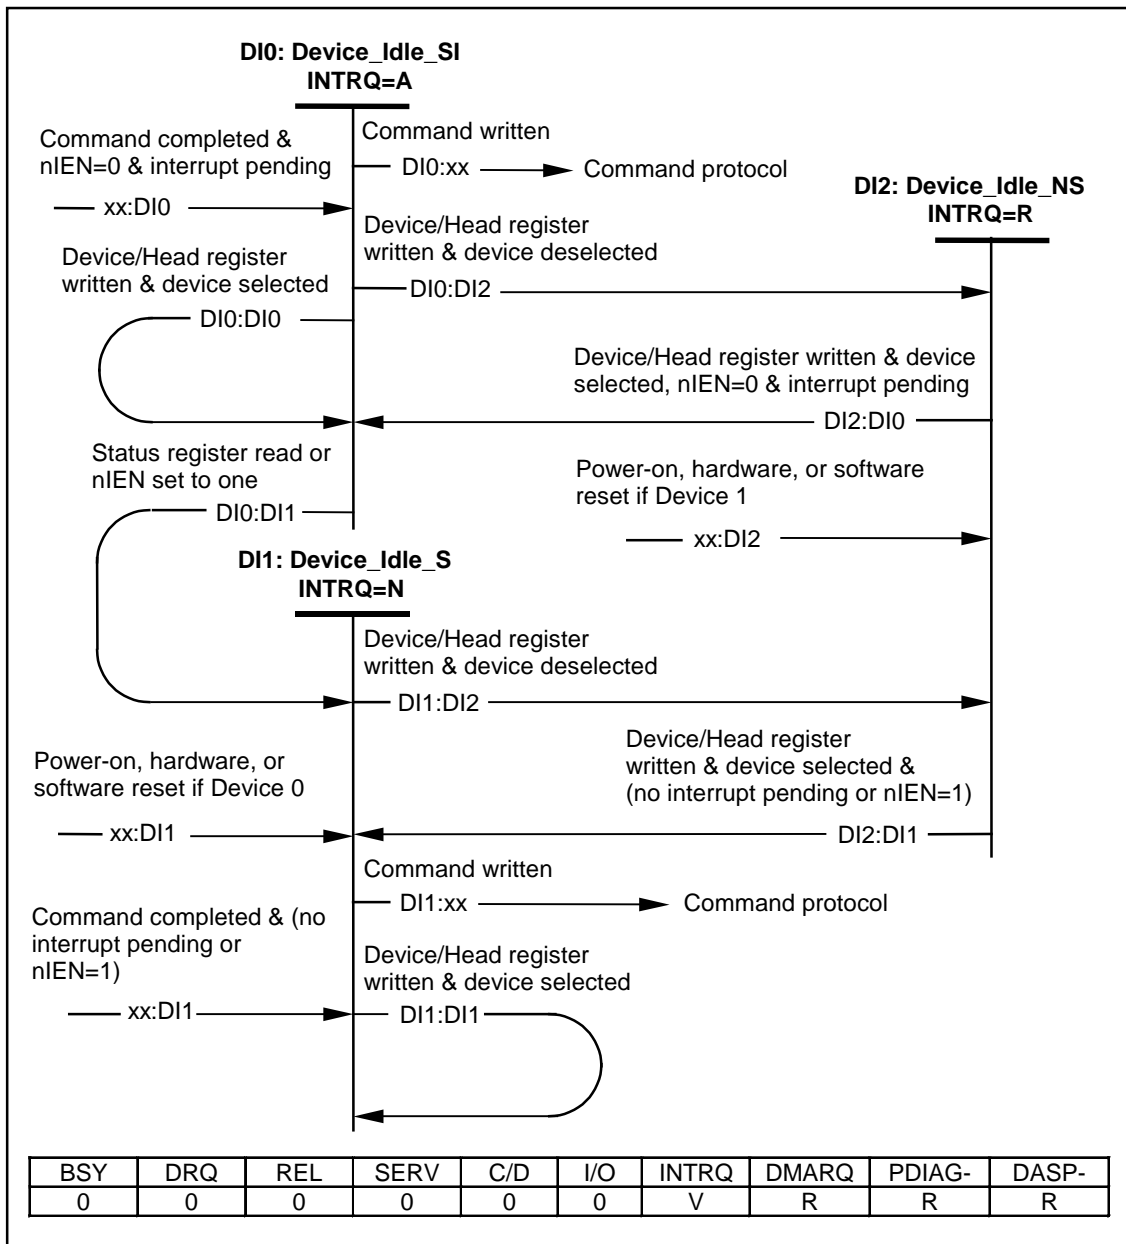 DI0: Device_Idle_SI
INTRQ=A
Command completed &
nIEN=0 & interrupt pending
xx:DI0
Command written
DI0:xx
Command protocol
DI2: Device_Idle_NS
INTRQ=R
Device/Head register
written & device selected
DI0:DI0
Device/Head register
written & device deselected
DI0:DI2
Device/Head register written & device
selected, nIEN=0 & interrupt pending
DI2:DI0
Status register read or
nIEN set to one
DI0:DI1
Power-on, hardware, or software
reset if Device 1
xx:DI2
DI1: Device_Idle_S
INTRQ=N
Device/Head register
written & device deselected
DI1:DI2
Power-on, hardware, or
software reset if Device 0
xx:DI1
Device/Head register
written & device selected &
(no interrupt pending or nIEN=1)
DI2:DI1
Command written
DI1:xx
Command protocol
Command completed & (no
interrupt pending or
nIEN=1)
xx:DI1
Device/Head register
written & device selected
DI1:DI1
BSY DRQ REL SERV C/D I/O INTRQ DMARQ PDIAG- DASP-
0 0 0 0 0 0 V R R R